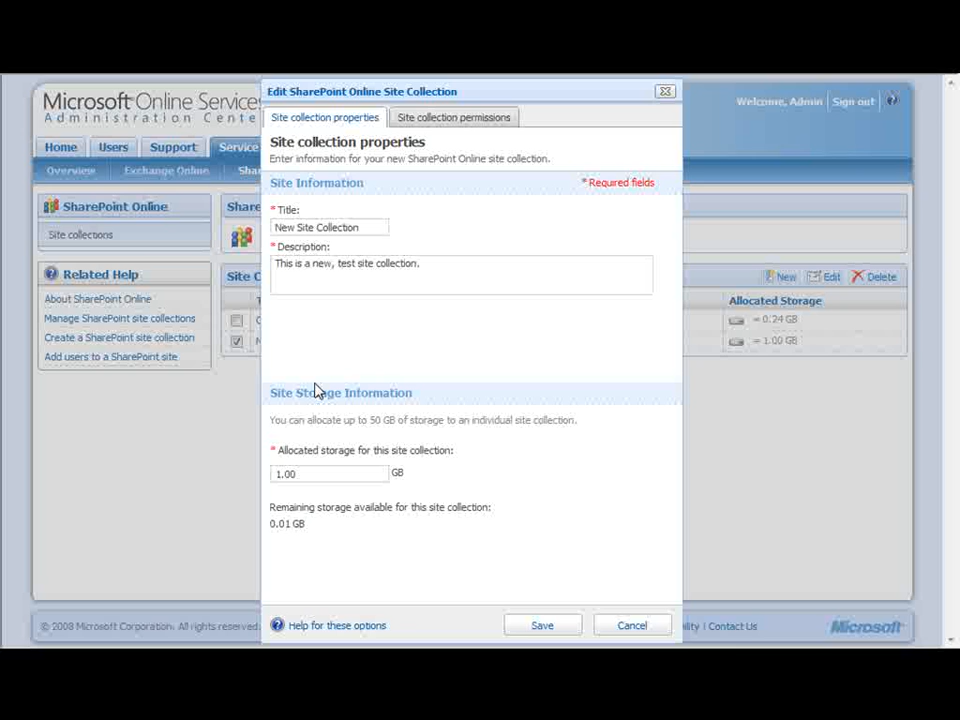 Microsoft Online Services
Administration Cente
Welcome, Admin | Sign out
Home Users Support Service
Overview Exchange Online Sha
SharePoint Online
Site collections
Related Help
About SharePoint Online
Manage SharePoint site collections
Create a SharePoint site collection
Add users to a SharePoint site
Share
Site C
Edit SharePoint Online Site Collection
Site collection properties Site collection permissions
Site collection properties
Enter information for your new SharePoint Online site collection.
Site Information * Required fields
* Title:
New Site Collection
* Description:
This is a new, test site collection.
Site Storage Information
You can allocate up to 50 GB of storage to an individual site collection.
* Allocated storage for this site collection:
1.00 GB
Remaining storage available for this site collection:
0.01 GB
Help for these options Save Cancel
New Edit Delete
Allocated Storage
= 0.24 GB
= 1.00 GB
© 2008 Microsoft Corporation. All rights reserved.
ility | Contact Us
Microsoft